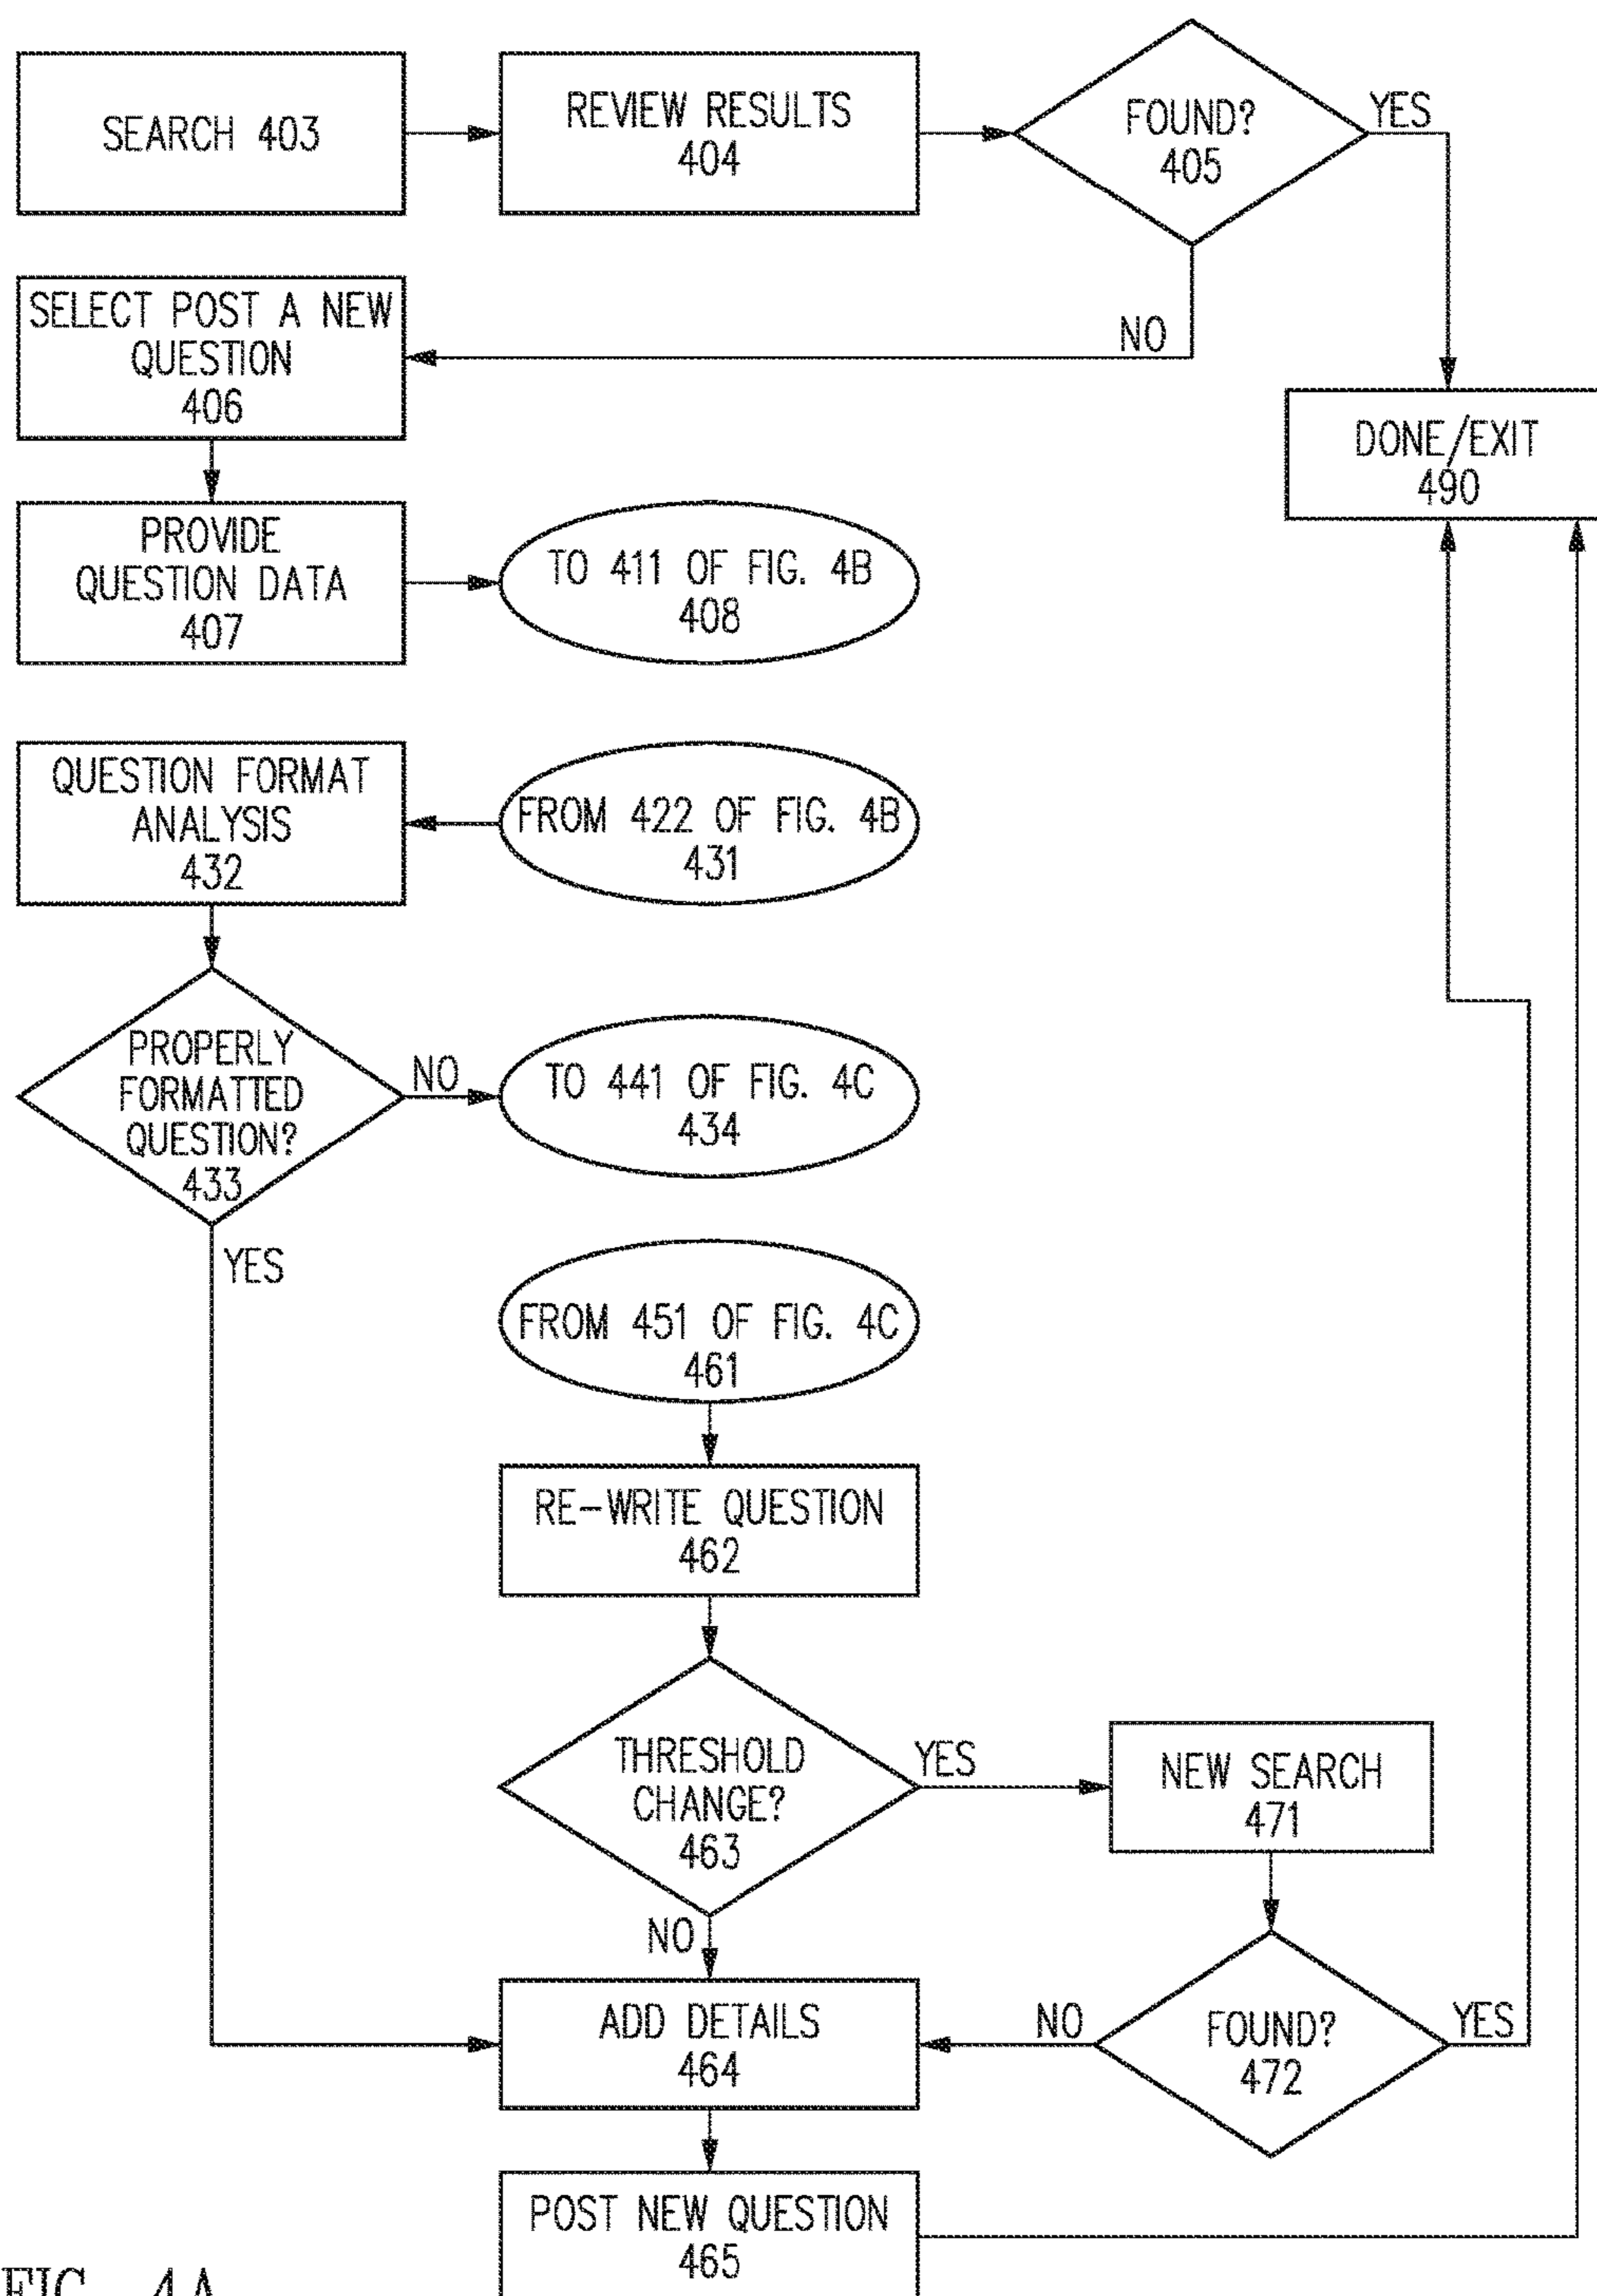 SEARCH 403
REVIEW RESULTS
404
FOUND?
405
YES
NO
SELECT POST A NEW
QUESTION
406
DONE/EXIT
490
PROVIDE
QUESTION DATA
407
TO 411 OF FIG. 4B
408
QUESTION FORMAT
ANALYSIS
432
FROM 422 OF FIG. 4B
431
PROPERLY
FORMATTED
QUESTION?
433
NO
TO 441 OF FIG. 4C
434
YES
FROM 451 OF FIG. 4C
461
RE-WRITE QUESTION
462
THRESHOLD
CHANGE?
463
YES
NEW SEARCH
471
NO
ADD DETAILS
464
NO
FOUND?
472
YES
POST NEW QUESTION
465
FIG. 4A